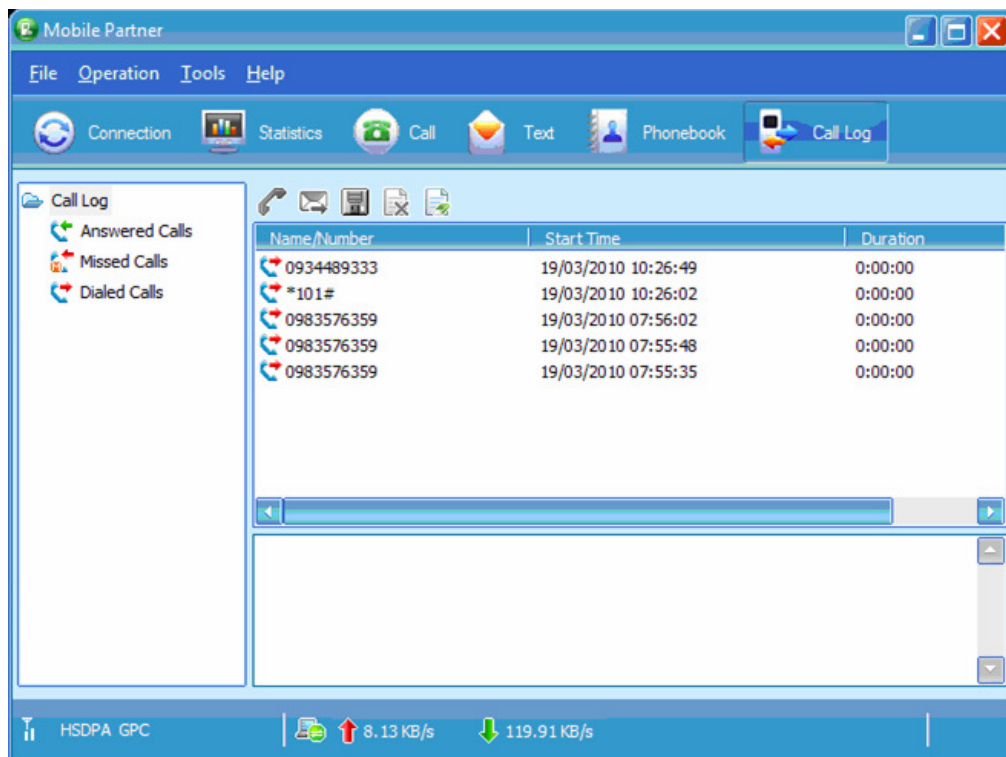 Mobile Partner
File Operation Tools Help
Connection Statistics Call Text Phonebook Call Log
Call Log
Answered Calls
Missed Calls
Dialed Calls
Name/Number Start Time Duration
0934489333 19/03/2010 10:26:49 0:00:00
*101# 19/03/2010 10:26:02 0:00:00
0983576359 19/03/2010 07:56:02 0:00:00
0983576359 19/03/2010 07:55:48 0:00:00
0983576359 19/03/2010 07:55:35 0:00:00
HSDPA GPC 8.13 KB/s 119.91 KB/s